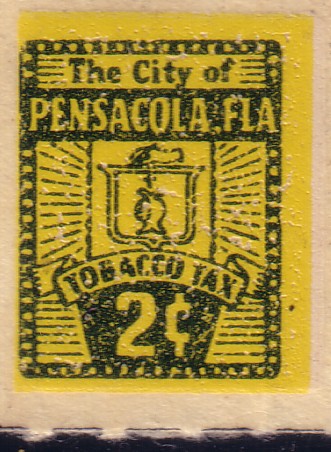 The City of
PENSACOLA, FLA
TOBACCO TAX
2¢